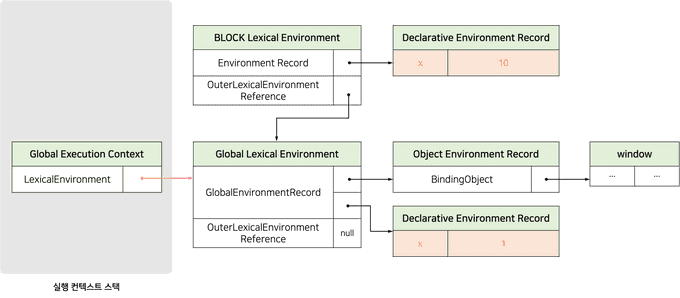 BLOCK Lexical Environment
Environment Record
OuterLexicalEnvironment
Reference
Declarative Environment Record
x
10
Global Execution Context
LexicalEnvironment
Global Lexical Environment
GlobalEnvironmentRecord
OuterLexicalEnvironment
Reference
null
Object Environment Record
BindingObject
window
...
...
Declarative Environment Record
x
1
실행 컨텍스트 스택